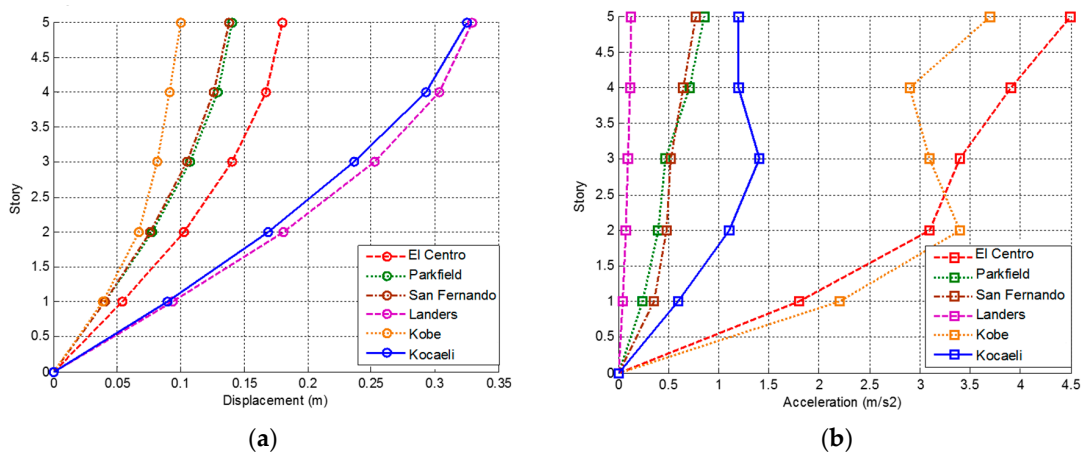 5
4.5
4
3.5
3
2.5
2
1.5
1
0.5
0
Story
0
0.05
0.1
0.15
0.2
0.25
0.3
0.35
Displacement (m)
El Centro
Parkfield
San Fernando
Landers
Kobe
Kocaeli
(a)
5
4.5
4
3.5
3
2.5
2
1.5
1
0.5
0
Story
0
0.5
1
1.5
2
2.5
3
3.5
4
4.5
Acceleration (m/s2)
El Centro
Parkfield
San Fernando
Landers
Kobe
Kocaeli
(b)